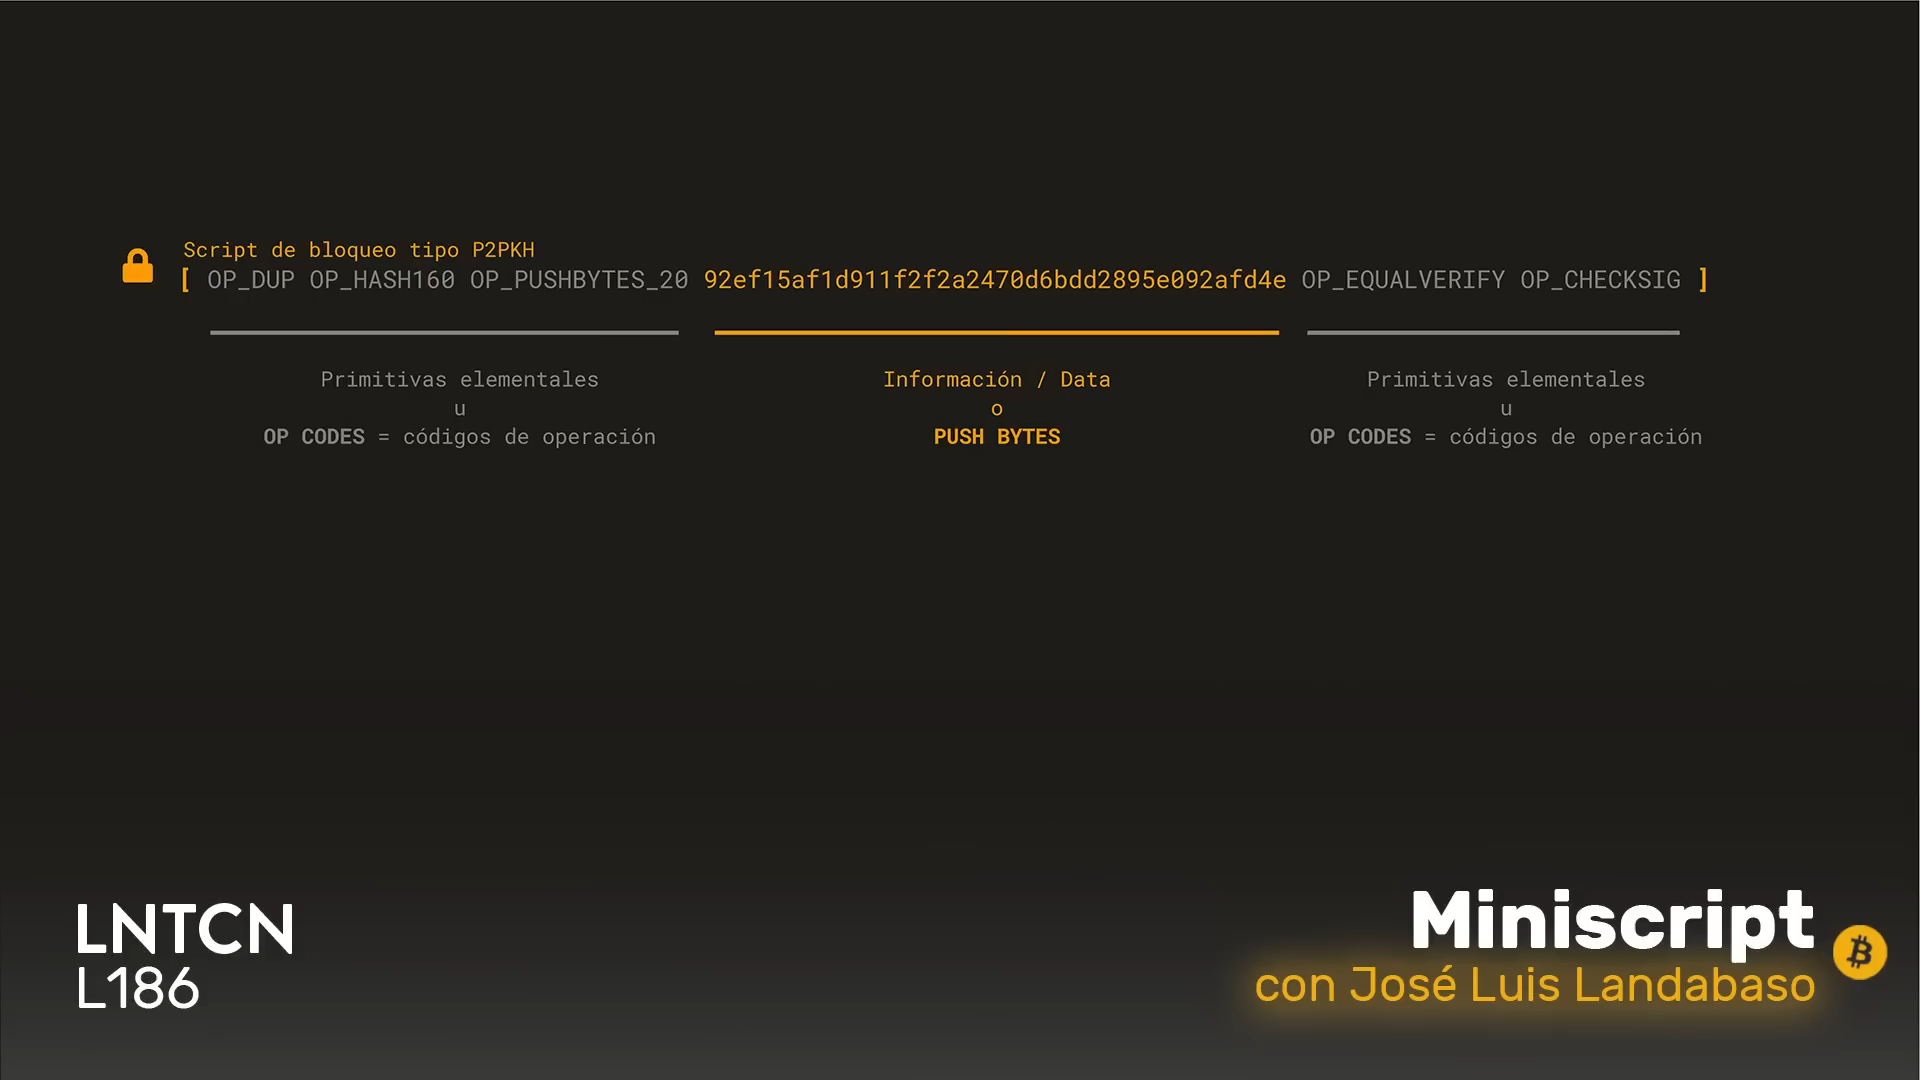 Script de bloqueo tipo P2PKH
[ OP_DUP OP_HASH160 OP_PUSHBYTES_20 92ef15af1d911f2f2a2470d6bdd2895e092afd4e OP_EQUALVERIFY OP_CHECKSIG ]
Primitivas elementales
u
OP CODES = códigos de operación
Información / Data
o
PUSH BYTES
Primitivas elementales
u
OP CODES = códigos de operación
LNTCN
L186
Miniscript
con José Luis Landabaso